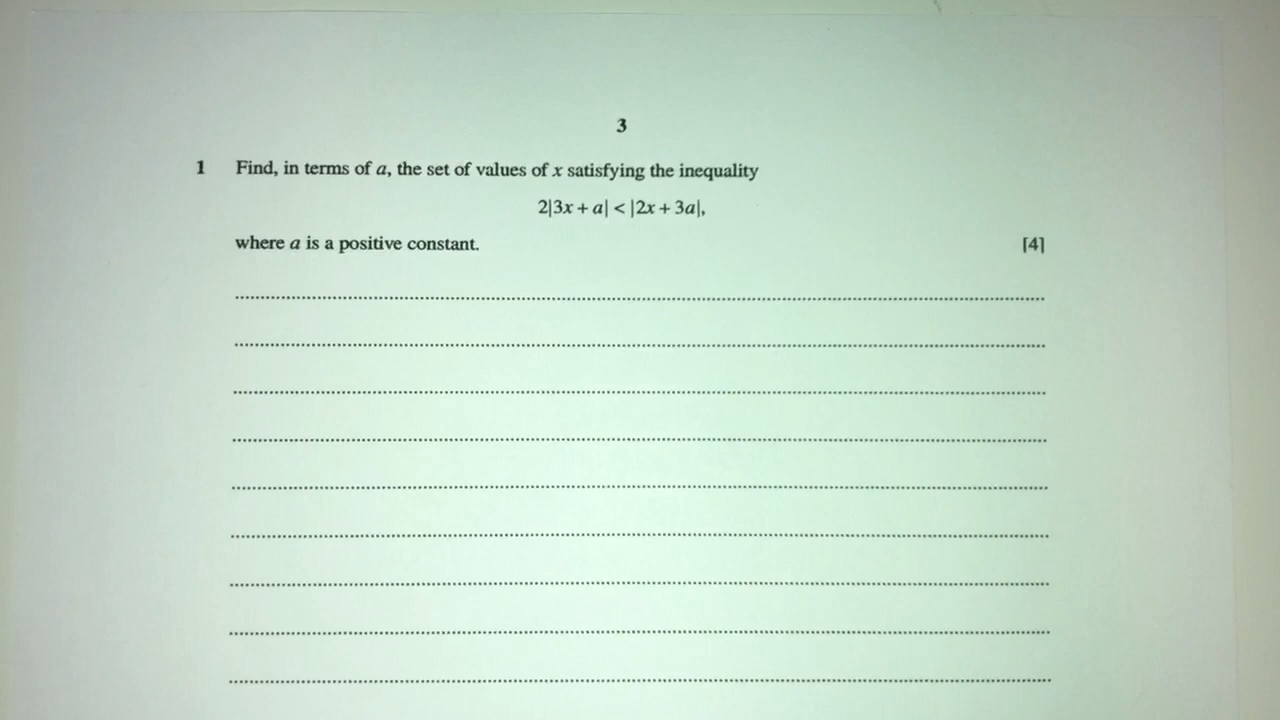 3
1 Find, in terms of a, the set of values of x satisfying the inequality
2|3x + a| < |2x + 3a|,
where a is a positive constant. [4]